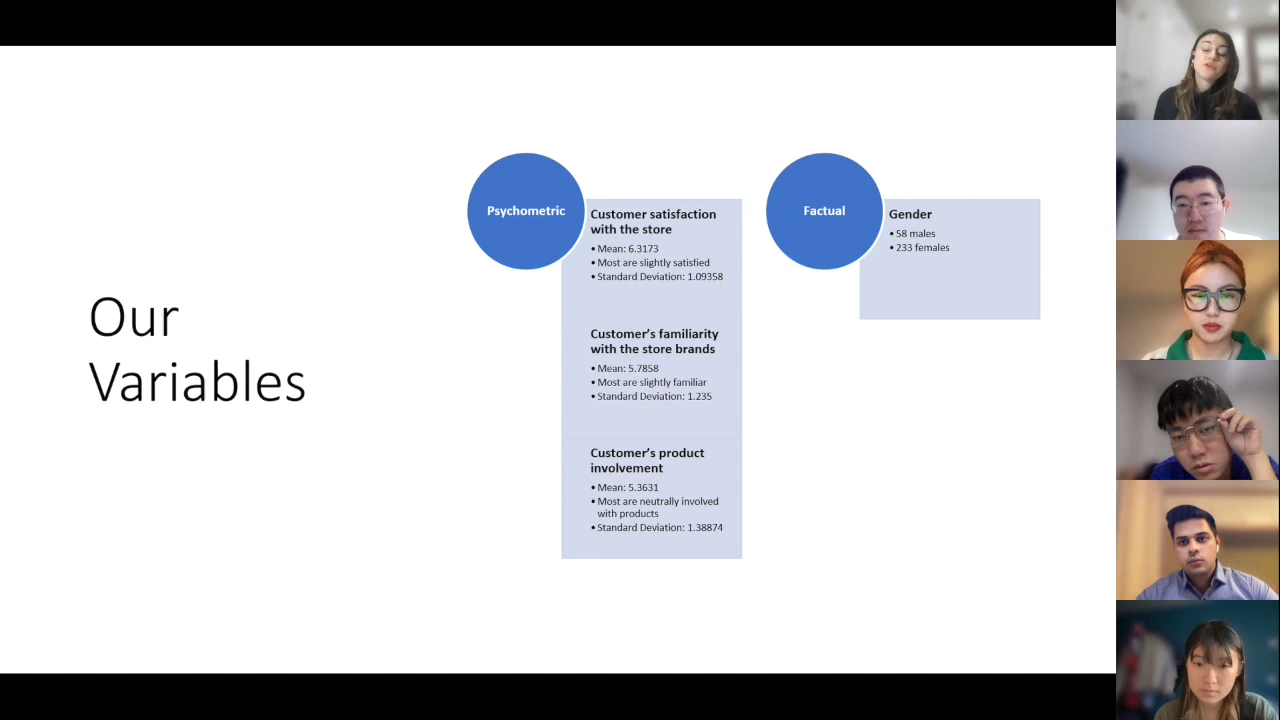 Our
Variables
Psychometric
Customer satisfaction
with the store
• Mean: 6.3173
• Most are slightly satisfied
• Standard Deviation: 1.09358
Customer's familiarity
with the store brands
• Mean: 5.7858
• Most are slightly familiar
• Standard Deviation: 1.235
Customer's product
involvement
• Mean: 5.3631
• Most are neutrally involved
with products
• Standard Deviation: 1.38874
Factual
Gender
• 58 males
• 233 females